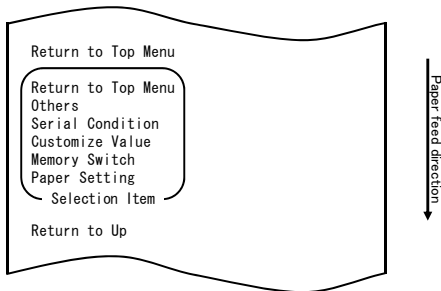 Return to Top Menu
Return to Top Menu
Others
Serial Condition
Customize Value
Memory Switch
Paper Setting
Selection Item
Return to Up
Paper feed direction